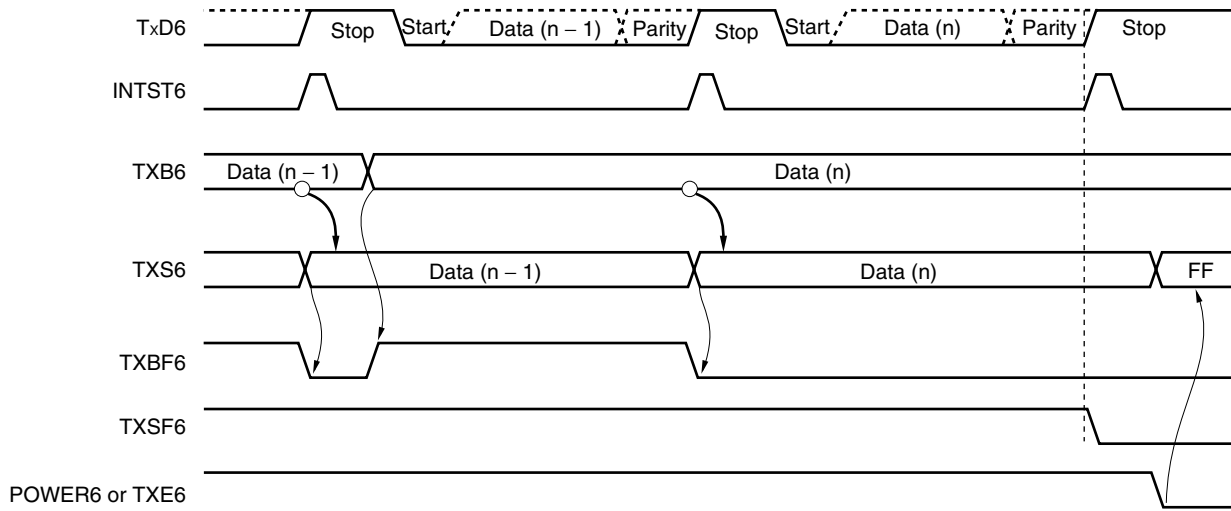 TxD6 Stop Start Data (n – 1) Parity Stop Start Data (n) Parity Stop
INTST6
TXB6 Data (n – 1) Data (n)
TXS6 Data (n – 1) Data (n) FF
TXBF6
TXSF6
POWER6 or TXE6